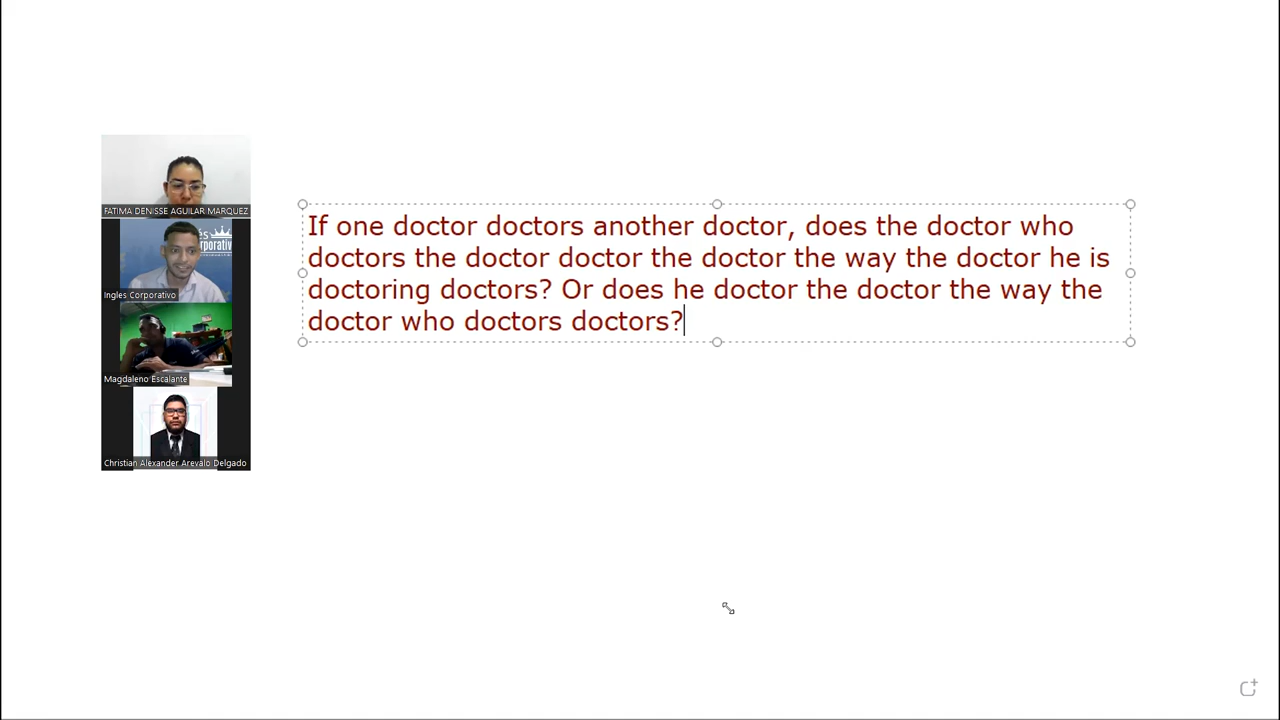 FATIMA DENISSE AGUILAR MARQUEZ
Ingles Corporativo
Magdaleno Escalante
Christian Alexander Arevalo Delgado
If one doctor doctors another doctor, does the doctor who
doctors the doctor doctor the doctor the way the doctor he is
doctoring doctors? Or does he doctor the doctor the way the
doctor who doctors doctors?